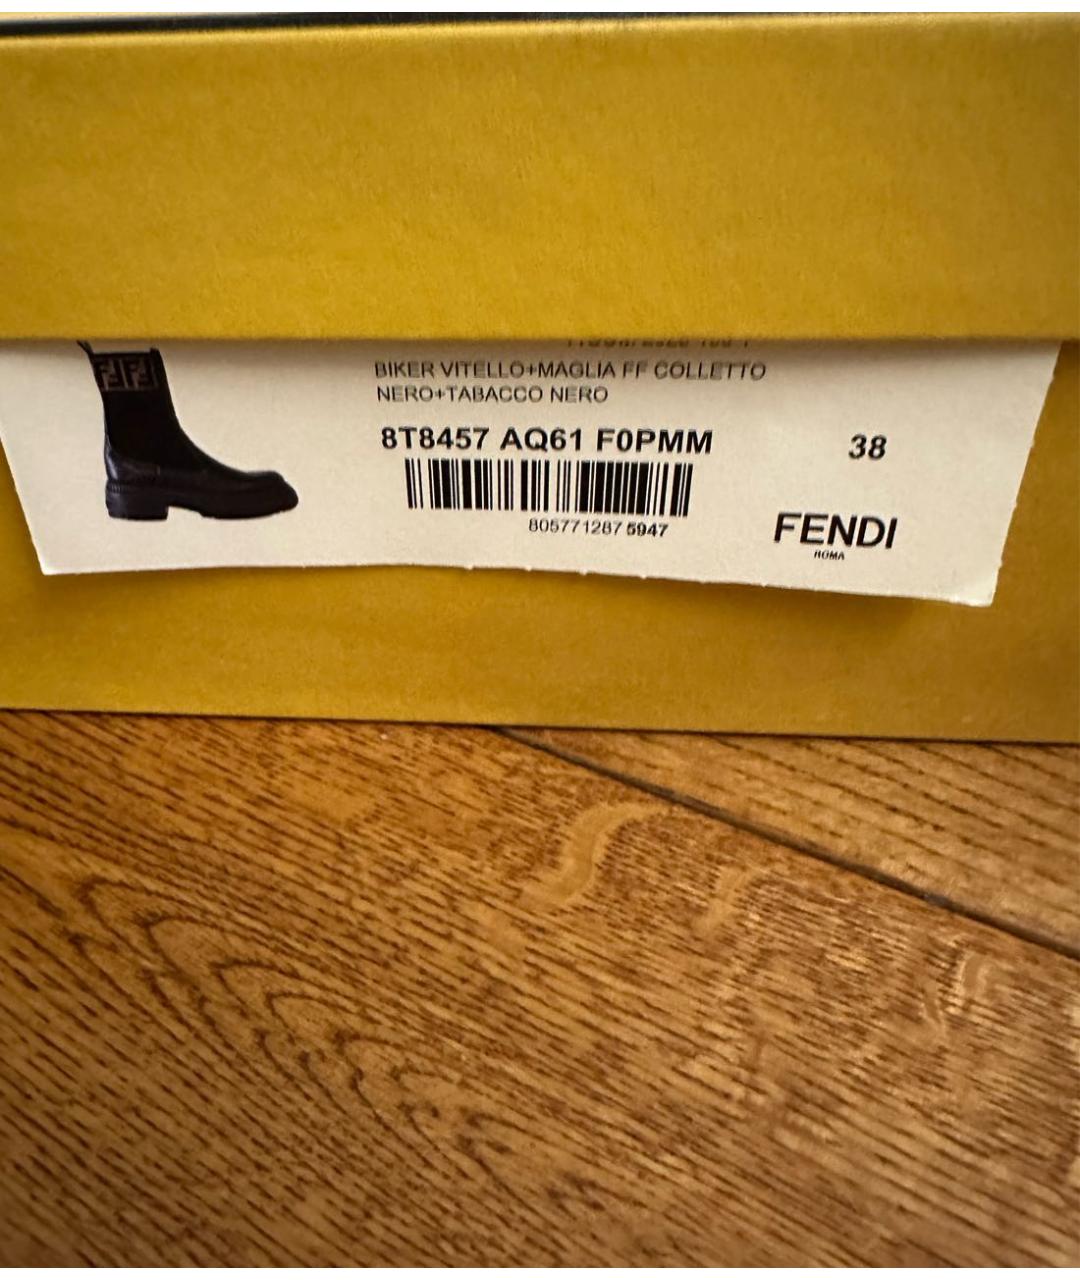 BIKER VITELLO+MAGLIA FF COLLETTO
NERO+TABACCO NERO
8T8457 AQ61 F0PMM
38
805771287 5947
FENDI
ROMA